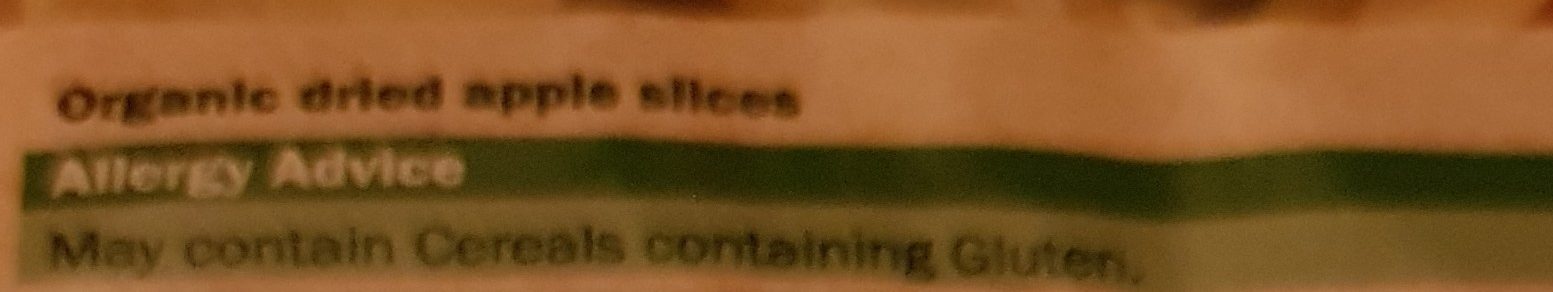 Organic dried apple slices
Allergy Advice
May contain Cereals containing Gluten,